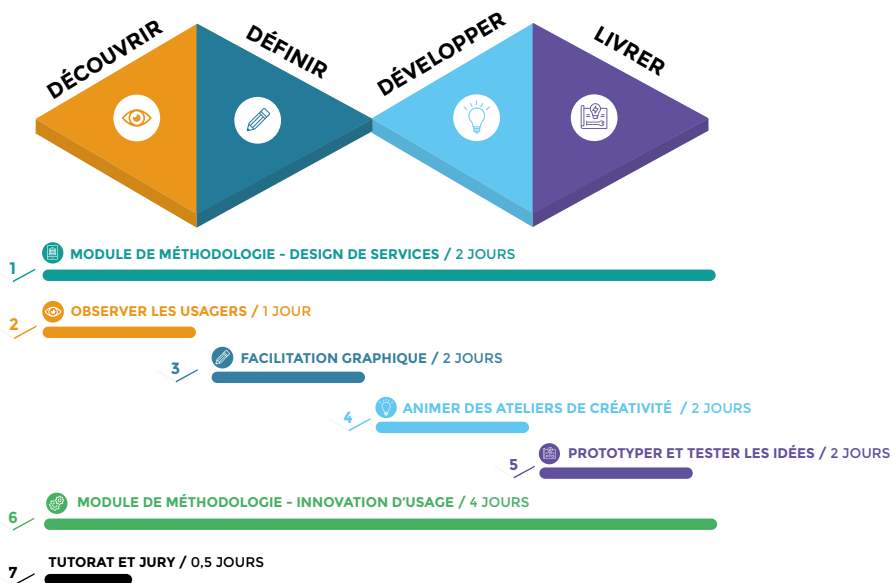 DÉCOUVRIR
DÉFINIR
DÉVELOPPER
LIVRER
1 MODULE DE MÉTHODOLOGIE - DESIGN DE SERVICES / 2 JOURS
2 OBSERVER LES USAGERS / 1 JOUR
3 FACILITATION GRAPHIQUE / 2 JOURS
4 ANIMER DES ATELIERS DE CRÉATIVITÉ / 2 JOURS
5 PROTOTYPER ET TESTER LES IDÉES / 2 JOURS
6 MODULE DE MÉTHODOLOGIE - INNOVATION D'USAGE / 4 JOURS
7 TUTORAT ET JURY / 0,5 JOURS